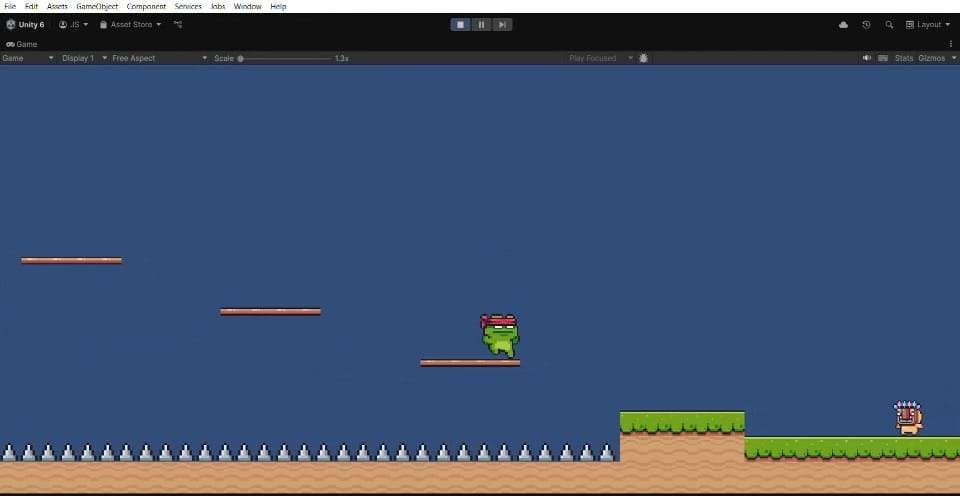 File Edit Assets GameObject Component Services Jobs Window Help
Unity 6 JS Asset Store Layout
Game
Game Display 1 Free Aspect Scale 1.3x Play Focused Stats Gizmos